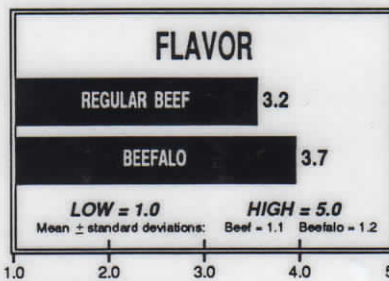 FLAVOR
REGULAR BEEF 3.2
BEEFALO 3.7
LOW = 1.0 HIGH = 5.0
Mean ± standard deviations: Beef = 1.1 Beefalo = 1.2
1.0 2.0 3.0 4.0 5